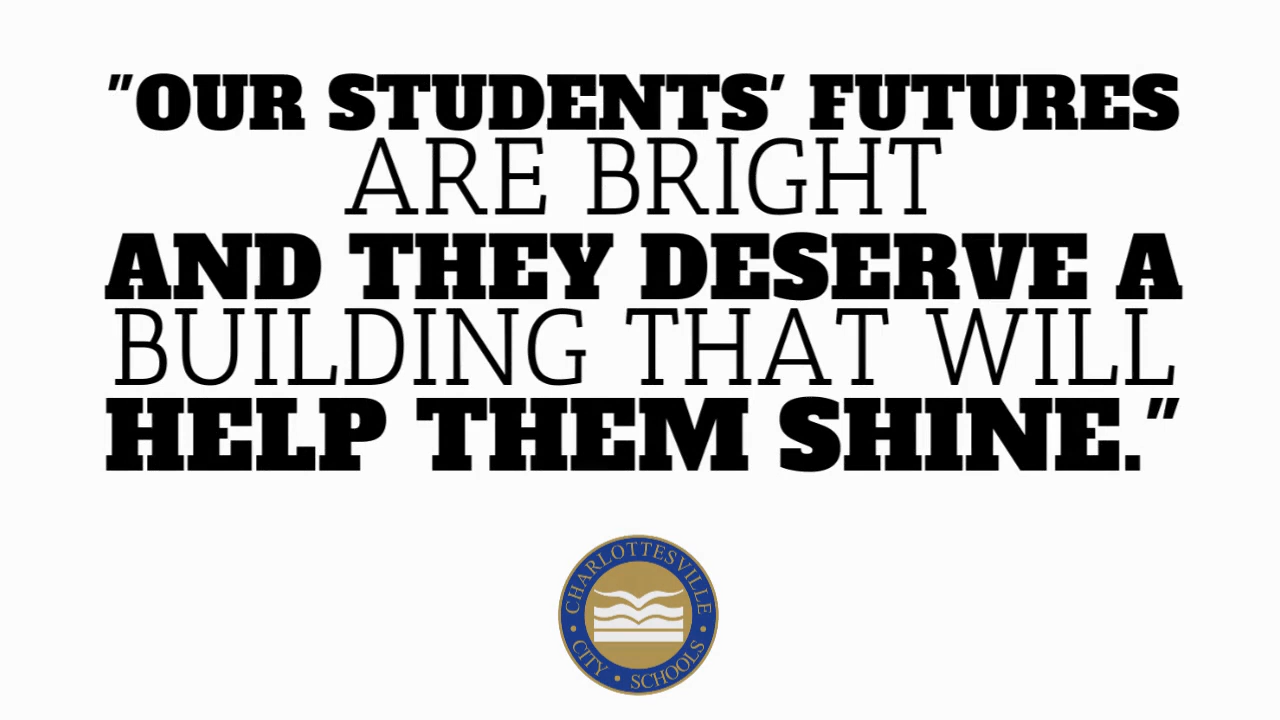 "OUR STUDENTS' FUTURES
ARE BRIGHT
AND THEY DESERVE A
BUILDING THAT WILL
HELP THEM SHINE."
CHARLOTTESVILLE
• CITY • SCHOOLS •